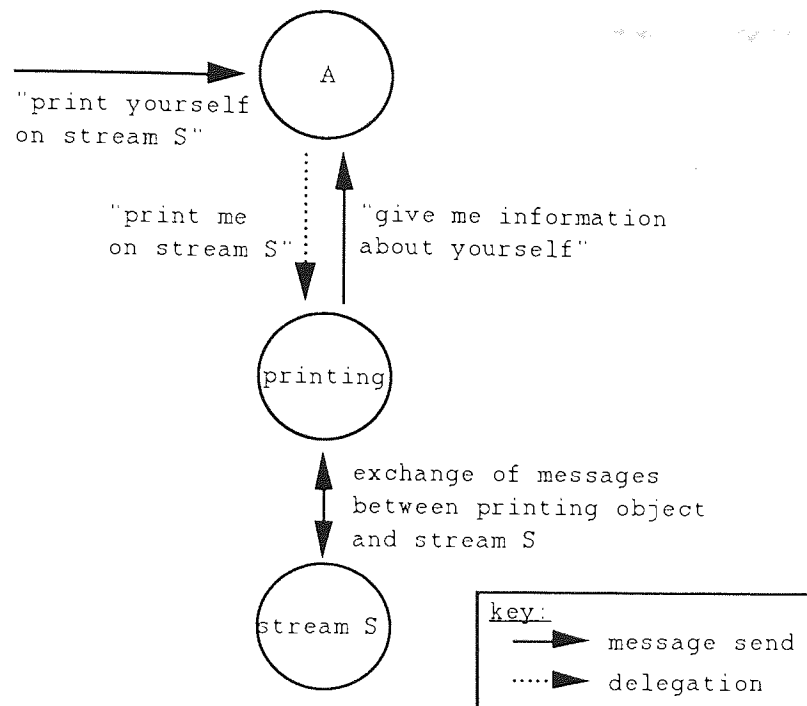 A
"print yourself
on stream S"
"print me
on stream S"
"give me information
about yourself"
printing
exchange of messages
between printing object
and stream S
stream S
key:
message send
delegation